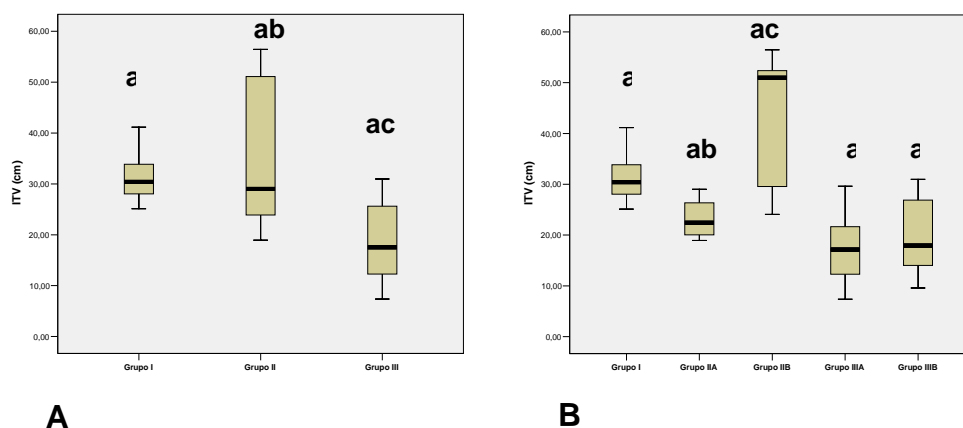 60,00
50,00
40,00
30,00
20,00
10,00
0,00
ITV (cm)
a
ab
ac
Grupo I
Grupo II
Grupo III
A
60,00
50,00
40,00
30,00
20,00
10,00
0,00
ITV (cm)
a
ab
ac
a
a
Grupo I
Grupo IIA
Grupo IIB
Grupo IIIA
Grupo IIIB
B